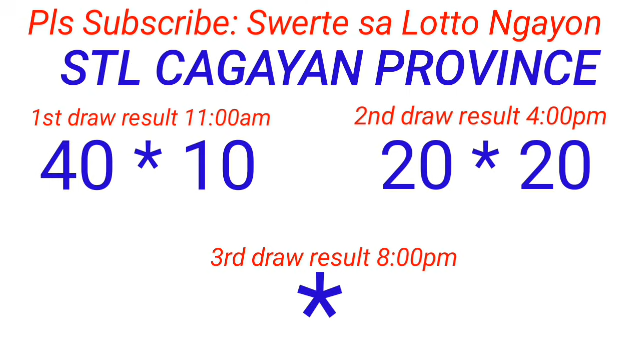 Pls Subscribe: Swerte sa Lotto Ngayon
STL CAGAYAN PROVINCE
1st draw result 11:00am
40 * 10
2nd draw result 4:00pm
20 * 20
3rd draw result 8:00pm
*